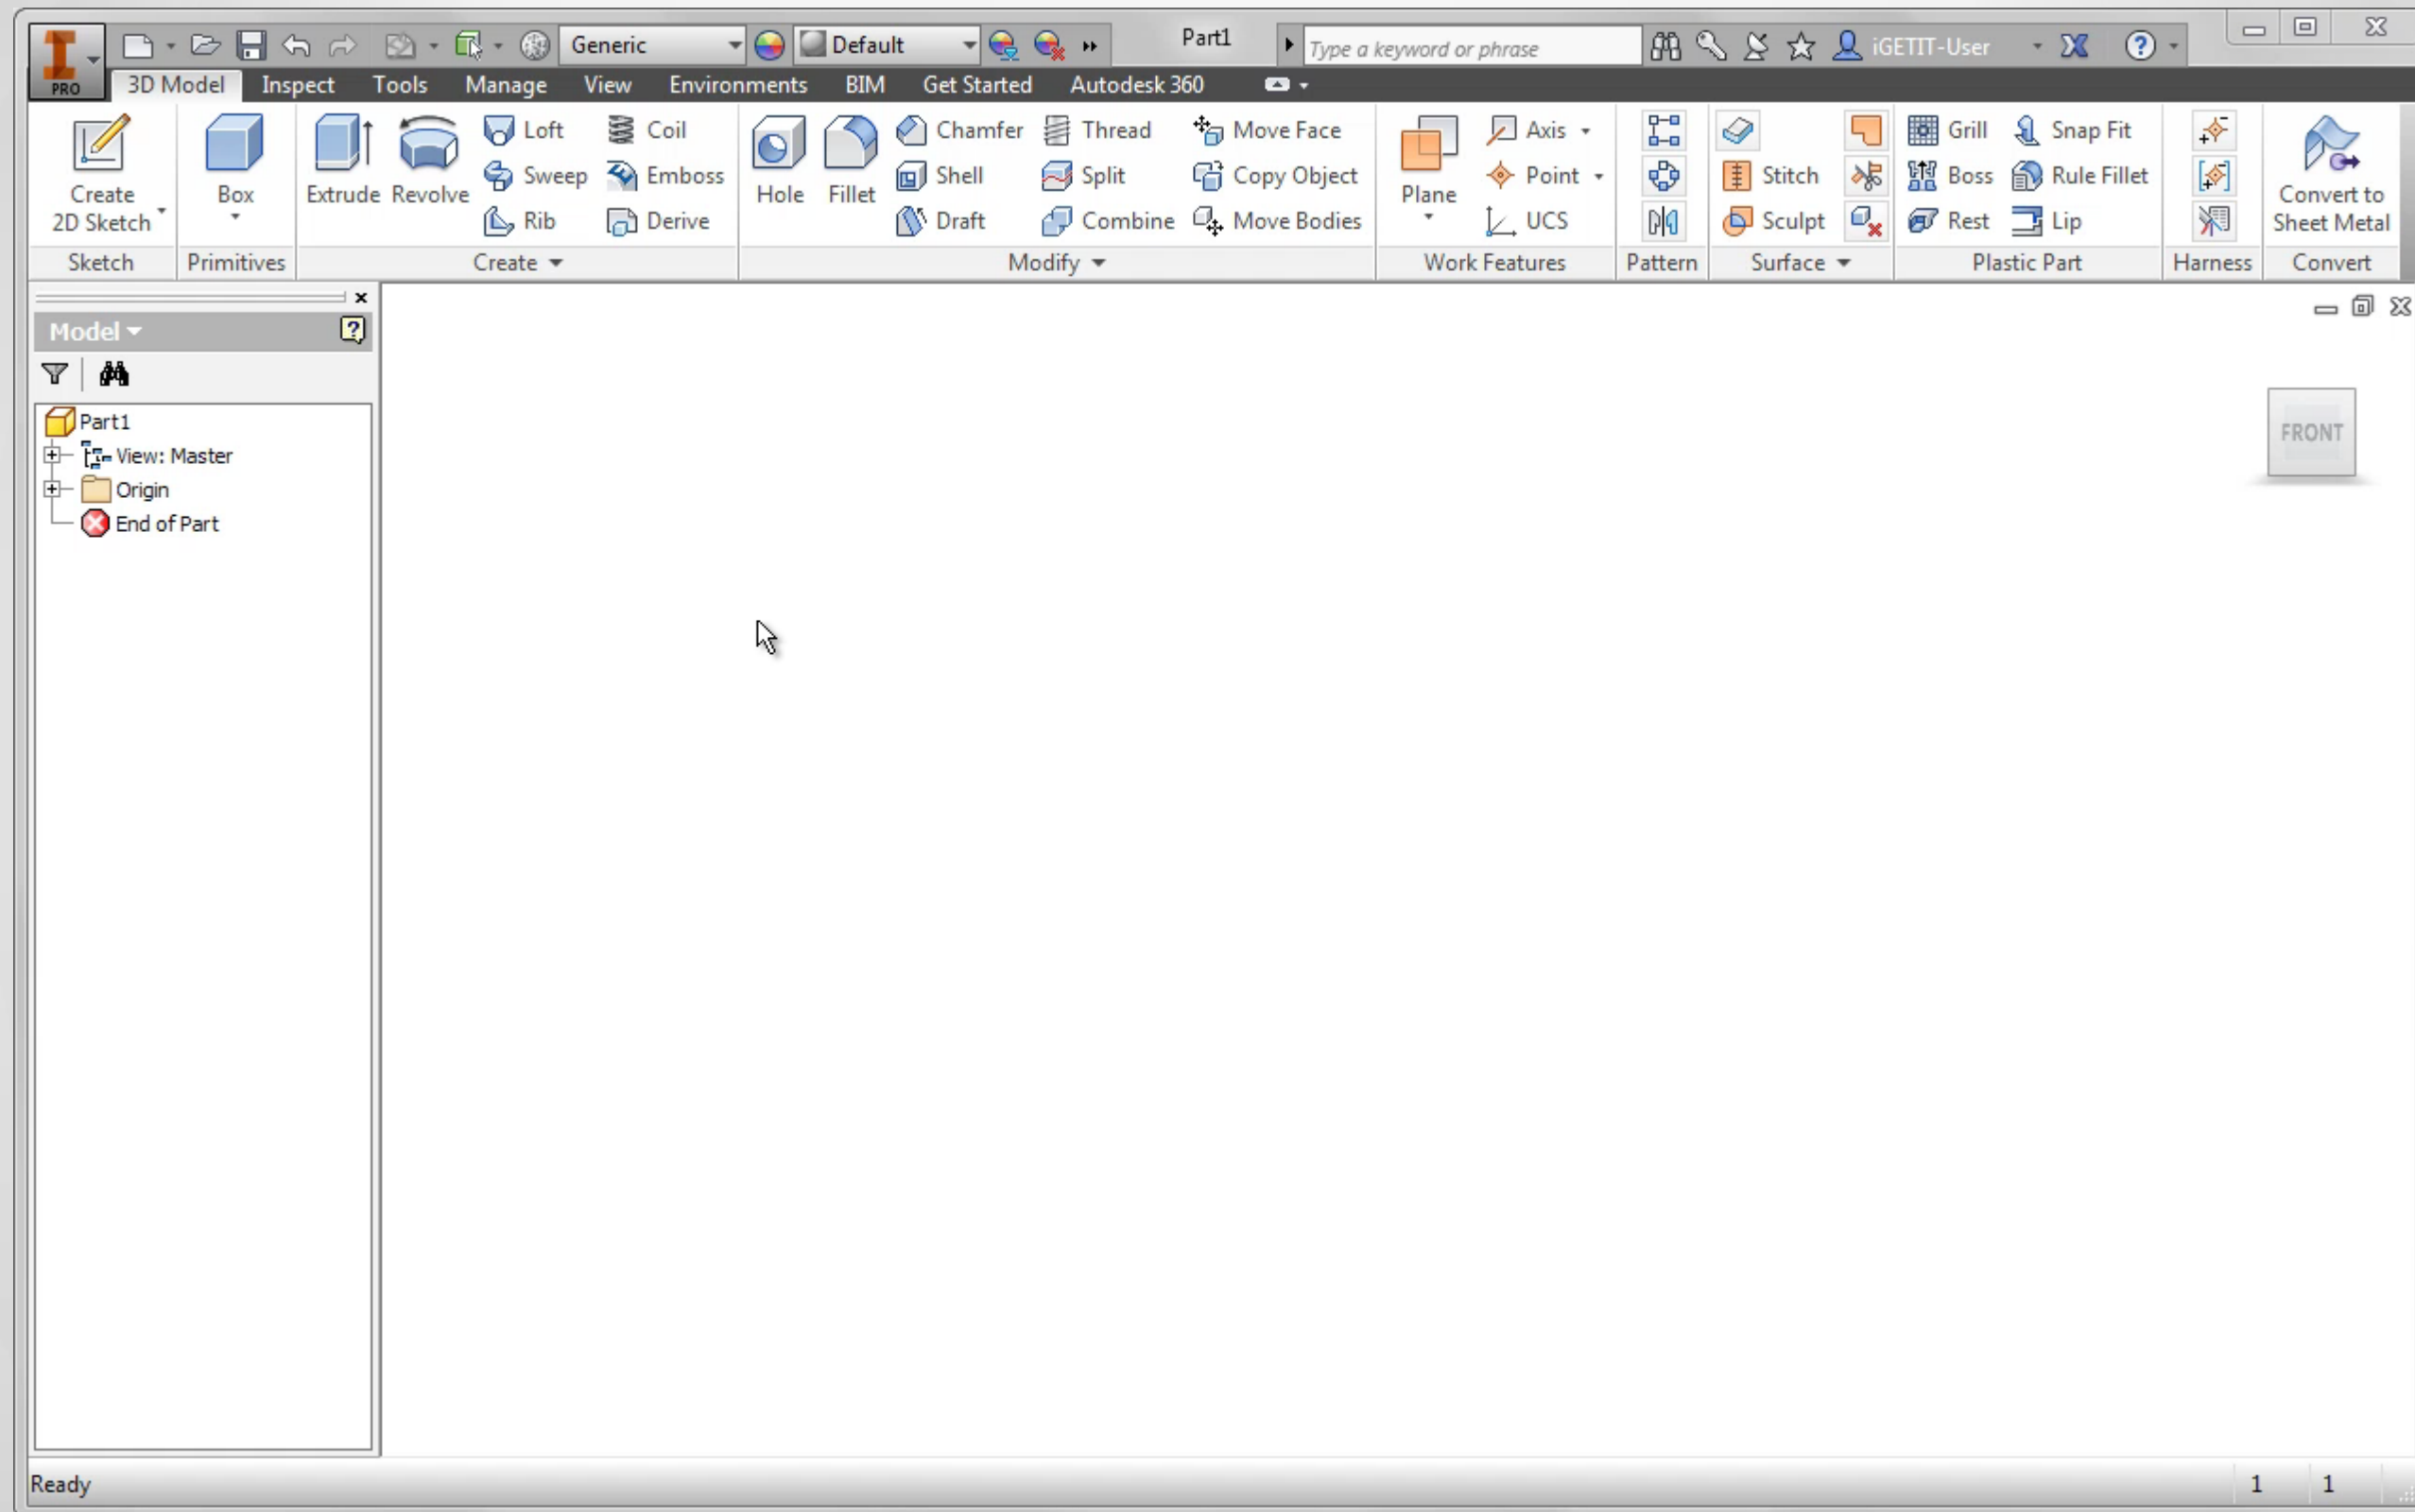 Generic Default Part1 Type a keyword or phrase iGETIT-User
PRO 3D Model Inspect Tools Manage View Environments BIM Get Started Autodesk 360
Loft Coil Chamfer Thread Move Face Axis Grill Snap Fit
Create Box Extrude Revolve Sweep Emboss Hole Fillet Shell Split Copy Object Plane Point Stitch Boss Rule Fillet Convert to
2D Sketch Rib Derive Draft Combine Move Bodies UCS Sculpt Rest Lip Sheet Metal
Sketch Primitives Create Modify Work Features Pattern Surface Plastic Part Harness Convert
Model
Part1
View: Master
Origin
End of Part
FRONT
Ready 1 1